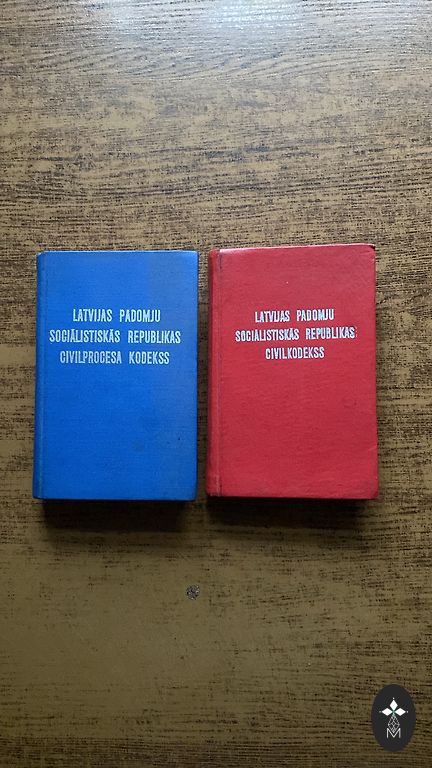 LATVIJAS PADOMJU
SOCIĀLISTISKĀS REPUBLIKAS
CIVILPROCESA KODEKSS
LATVIJAS PADOMJU
SOCIĀLISTISKĀS REPUBLIKAS
CIVILKODEKSS
M